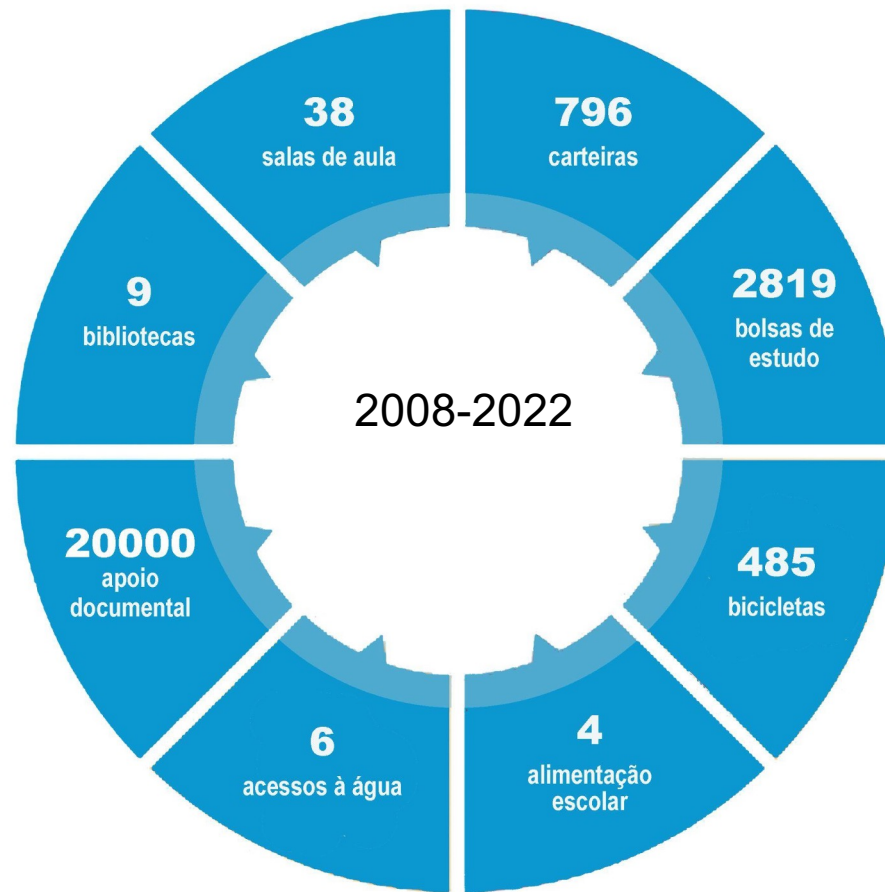 38
salas de aula
796
carteiras
9
bibliotecas
2819
bolsas de
estudo
2008-2022
20000
apoio
documental
485
bicicletas
6
acessos à água
4
alimentação
escolar